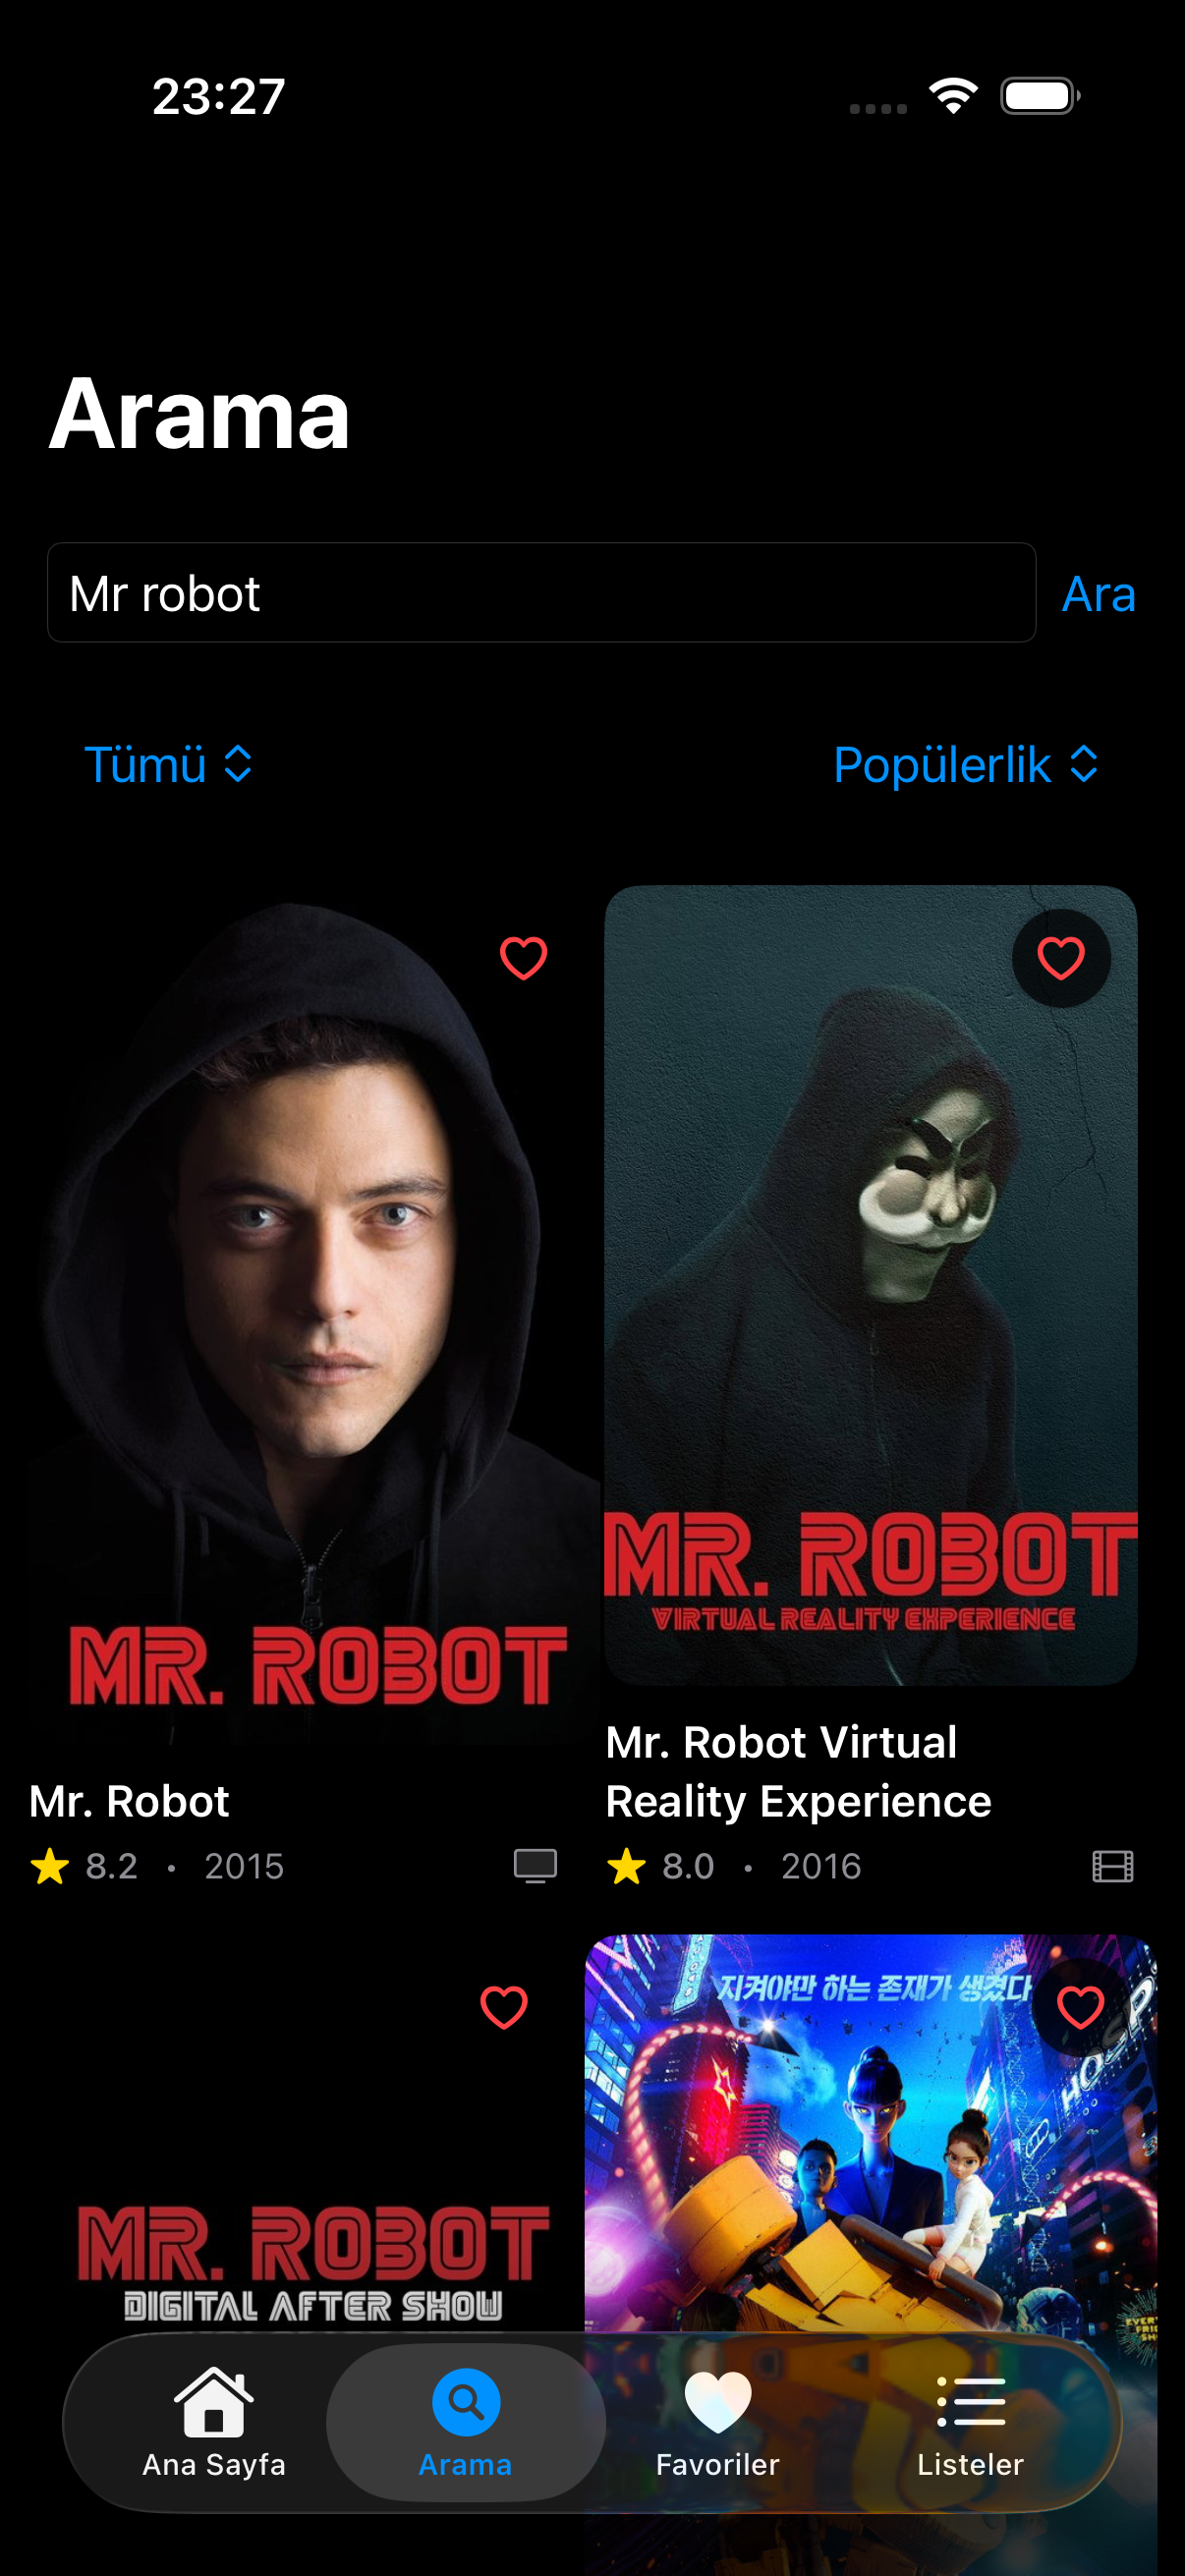 23:27
Arama
Mr robot
Ara
Tümü
Popülerlik
MR. ROBOT
MR. ROBOT
VIRTUAL REALITY EXPERIENCE
Mr. Robot
8.2 • 2015
Mr. Robot Virtual
Reality Experience
8.0 • 2016
지켜야만 하는 존재가 생겼다
MR. ROBOT
DIGITAL AFTER SHOW
Ana Sayfa
Arama
Favoriler
Listeler